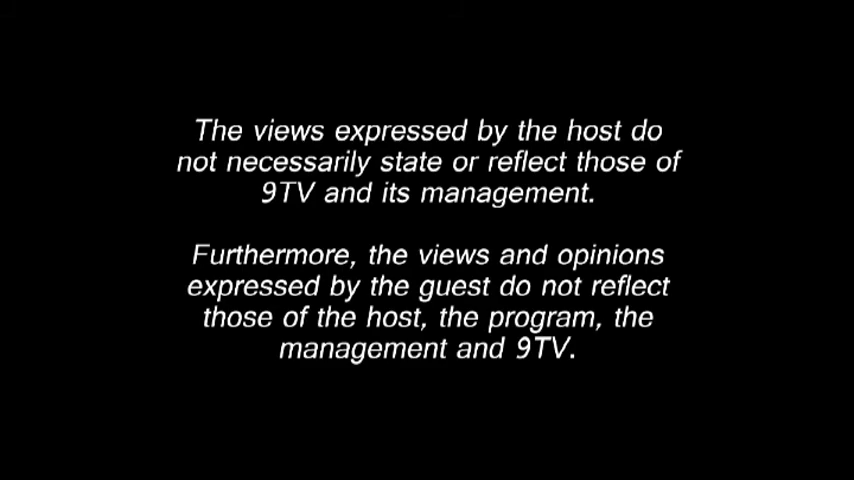 The views expressed by the host do
not necessarily state or reflect those of
9TV and its management.
Furthermore, the views and opinions
expressed by the guest do not reflect
those of the host, the program, the
management and 9TV.